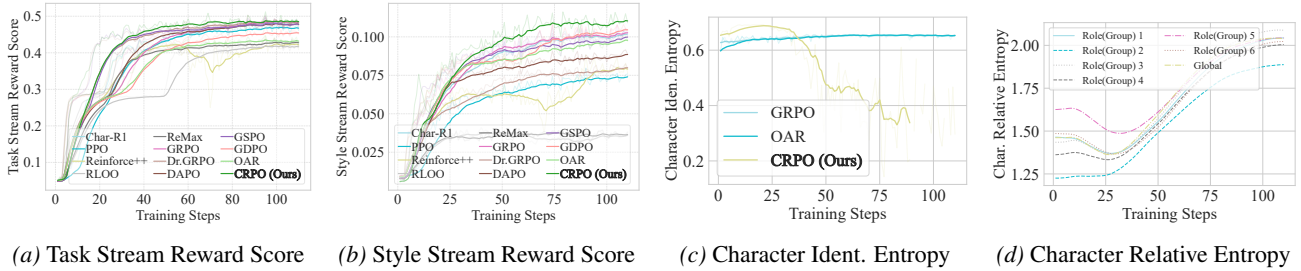 Task Stream Reward Score
0.5
0.4
0.3
0.2
0.1
Char-R1
PPO
Reinforce++
RLOO
ReMax
GRPO
Dr.GRPO
DAPO
GSPO
GDPO
OAR
CRPO (Ours)
0 20 40 60 80 100
Training Steps
(a) Task Stream Reward Score
Style Stream Reward Score
0.100
0.075
0.050
0.025
Char-R1
PPO
Reinforce++
RLOO
ReMax
GRPO
Dr.GRPO
DAPO
GSPO
GDPO
OAR
CRPO (Ours)
0 20 40 60 80 100
Training Steps
(b) Style Stream Reward Score
Character Iden. Entropy
0.6
0.4
0.2
GRPO
OAR
CRPO (Ours)
0 25 50 75 100
Training Steps
(c) Character Ident. Entropy
Char. Relative Entropy
2.00
1.75
1.50
1.25
Role(Group) 1
Role(Group) 2
Role(Group) 3
Role(Group) 4
Role(Group) 5
Role(Group) 6
Global
0 25 50 75 100
Training Steps
(d) Character Relative Entropy